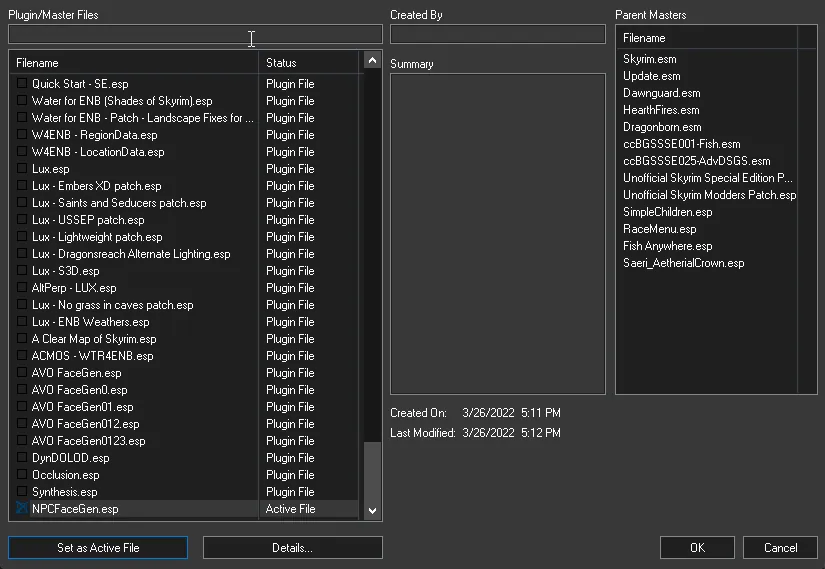 Plugin/Master Files
Filename Status
Quick Start - SE.esp Plugin File
Water for ENB (Shades of Skyrim).esp Plugin File
Water for ENB - Patch - Landscape Fixes for ... Plugin File
W4ENB - RegionData.esp Plugin File
W4ENB - LocationData.esp Plugin File
Lux.esp Plugin File
Lux - Embers XD patch.esp Plugin File
Lux - Saints and Seducers patch.esp Plugin File
Lux - USSEP patch.esp Plugin File
Lux - Lightweight patch.esp Plugin File
Lux - Dragonsreach Alternate Lighting.esp Plugin File
Lux - S3D.esp Plugin File
AltPerp - LUX.esp Plugin File
Lux - No grass in caves patch.esp Plugin File
Lux - ENB Weathers.esp Plugin File
A Clear Map of Skyrim.esp Plugin File
ACMOS - WTR4ENB.esp Plugin File
AVO FaceGen.esp Plugin File
AVO FaceGen0.esp Plugin File
AVO FaceGen01.esp Plugin File
AVO FaceGen012.esp Plugin File
AVO FaceGen0123.esp Plugin File
DynDOLOD.esp Plugin File
Occlusion.esp Plugin File
Synthesis.esp Plugin File
NPCFaceGen.esp Active File
Set as Active File
Details...
Created By
Summary
Created On: 3/26/2022 5:11 PM
Last Modified: 3/26/2022 5:12 PM
Parent Masters
Filename
Skyrim.esm
Update.esm
Dawnguard.esm
HearthFires.esm
Dragonborn.esm
ccBGSSSE001-Fish.esm
ccBGSSSE025-AdvDSGS.esm
Unofficial Skyrim Special Edition P...
Unofficial Skyrim Modders Patch.esp
SimpleChildren.esp
RaceMenu.esp
Fish Anywhere.esp
Saeri_AetherialCrown.esp
OK
Cancel